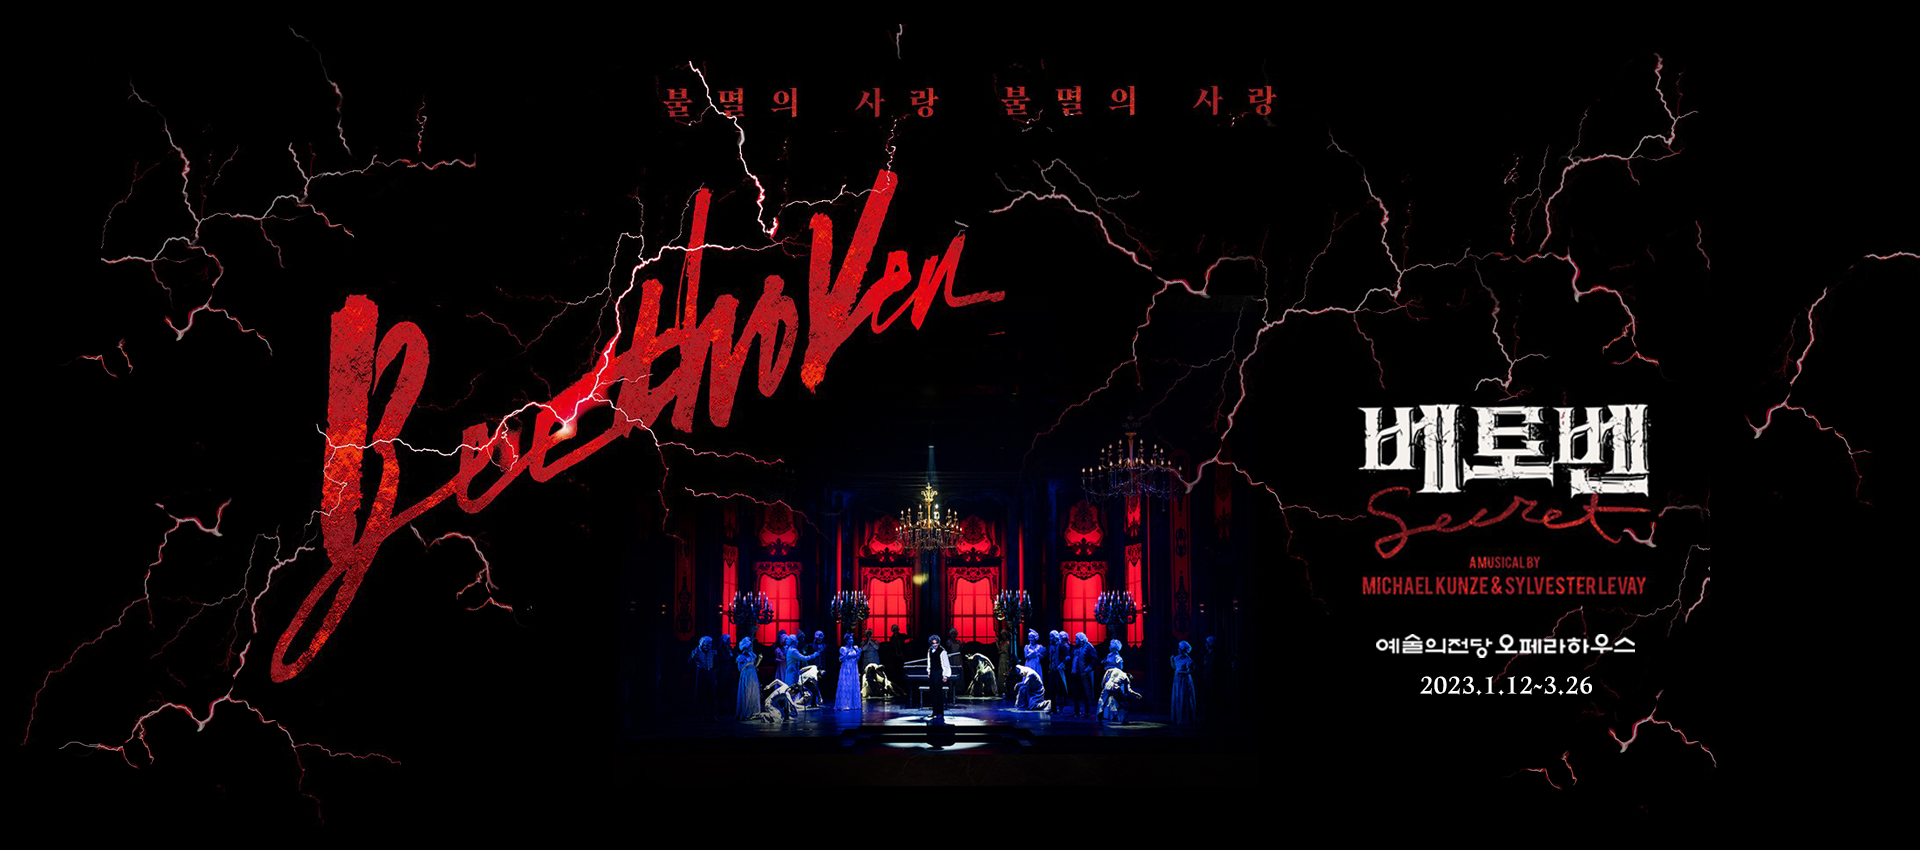 불멸의 사랑 불멸의 사랑
Beethoven
베토벤
Secret
A MUSICAL BY
MICHAEL KUNZE & SYLVESTER LEVAY
예술의전당 오페라하우스
2023.1.12~3.26